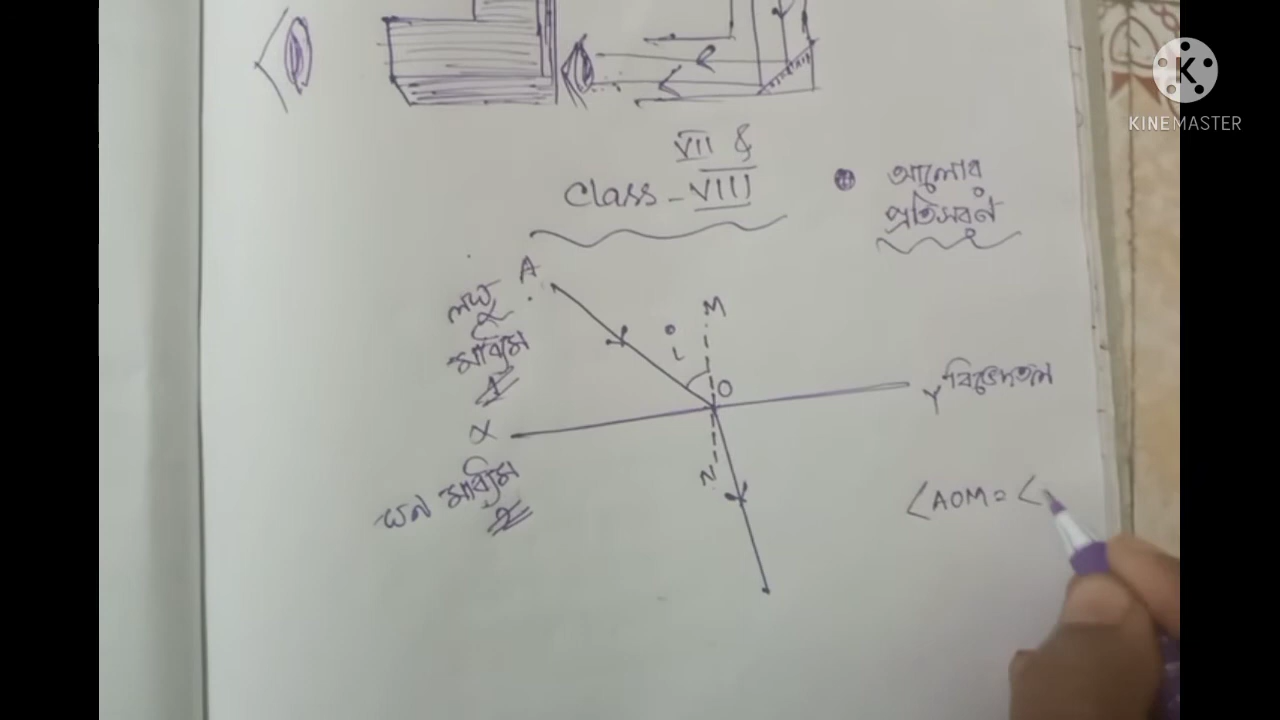 K
KINEMASTER
VII &
Class - VIII
আলোর
প্রতিসরণ
A
লঘু
মাধ্যম
M
i
O
Y বিভেদতল
X
N
ঘন মাধ্যম
∠AOM = ∠